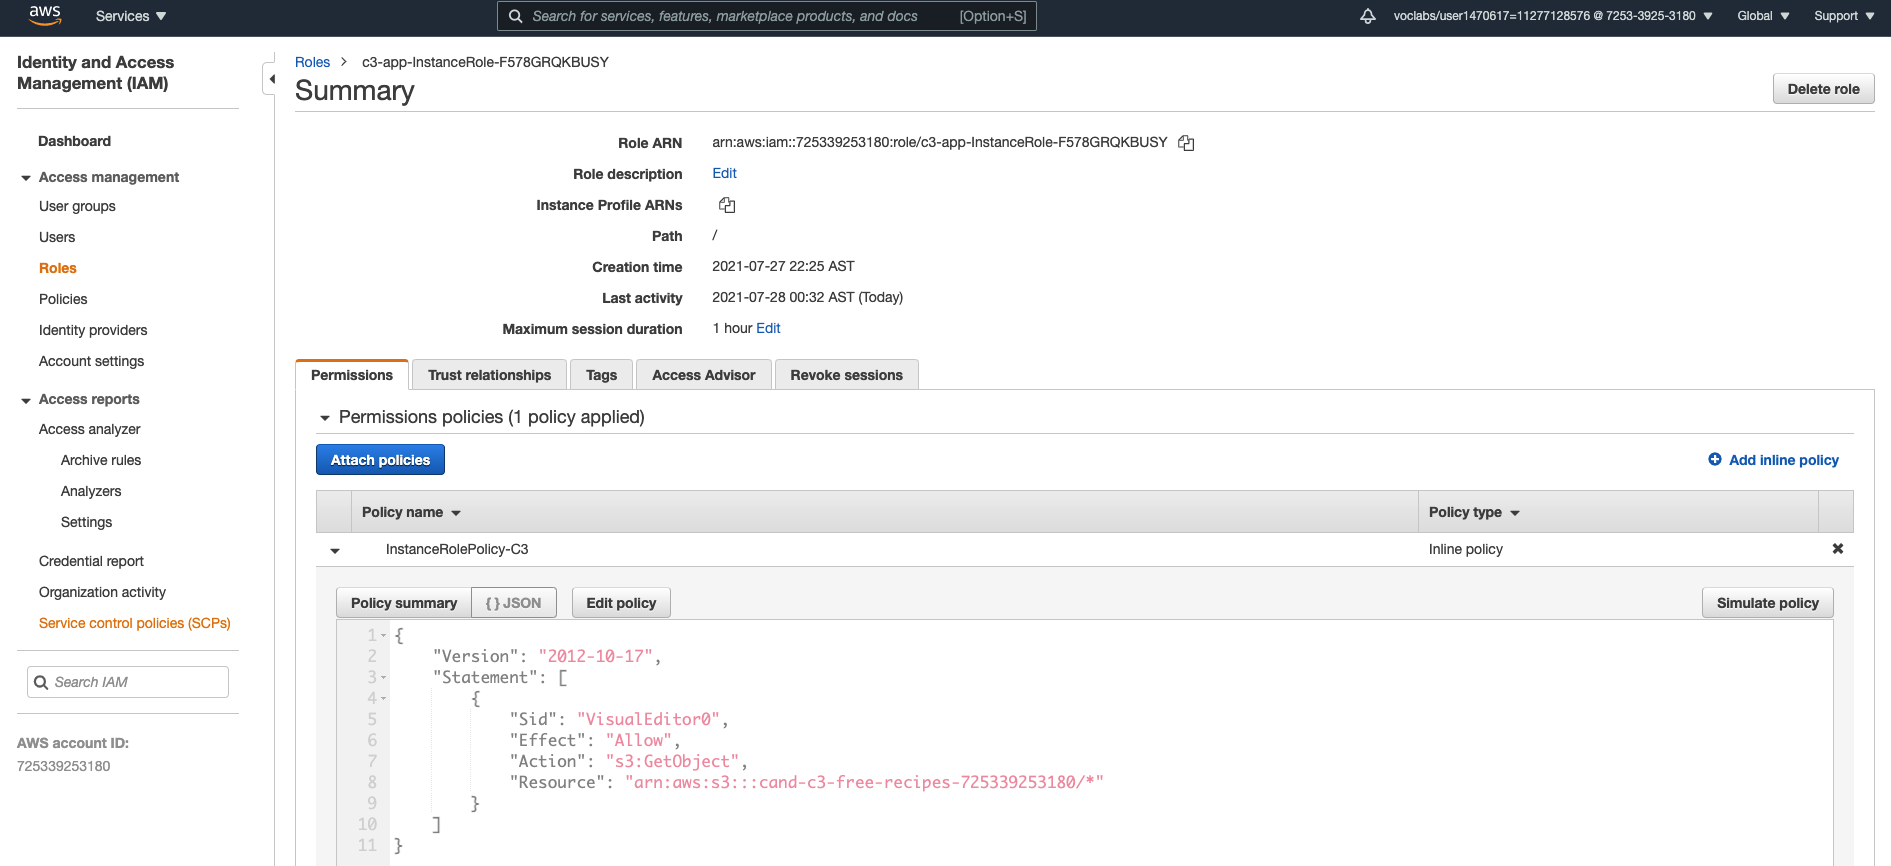 aws Services Search for services, features, marketplace products, and docs [Option+S] voclabs/user1470617=11277128576 @ 7253-3925-3180 Global Support
Identity and Access
Management (IAM)
Dashboard
Access management
User groups
Users
Roles
Policies
Identity providers
Account settings
Access reports
Access analyzer
Archive rules
Analyzers
Settings
Credential report
Organization activity
Service control policies (SCPs)
Search IAM
AWS account ID:
725339253180
Roles > c3-app-InstanceRole-F578GRQKBUSY
Summary
Delete role
Role ARN arn:aws:iam::725339253180:role/c3-app-InstanceRole-F578GRQKBUSY
Role description Edit
Instance Profile ARNs
Path /
Creation time 2021-07-27 22:25 AST
Last activity 2021-07-28 00:32 AST (Today)
Maximum session duration 1 hour Edit
Permissions Trust relationships Tags Access Advisor Revoke sessions
Permissions policies (1 policy applied)
Attach policies Add inline policy
Policy name Policy type
InstanceRolePolicy-C3 Inline policy
Policy summary { } JSON Edit policy Simulate policy
1 {
2 "Version": "2012-10-17",
3 "Statement": [
4 {
5 "Sid": "VisualEditor0",
6 "Effect": "Allow",
7 "Action": "s3:GetObject",
8 "Resource": "arn:aws:s3:::cand-c3-free-recipes-725339253180/*"
9 }
10 ]
11 }